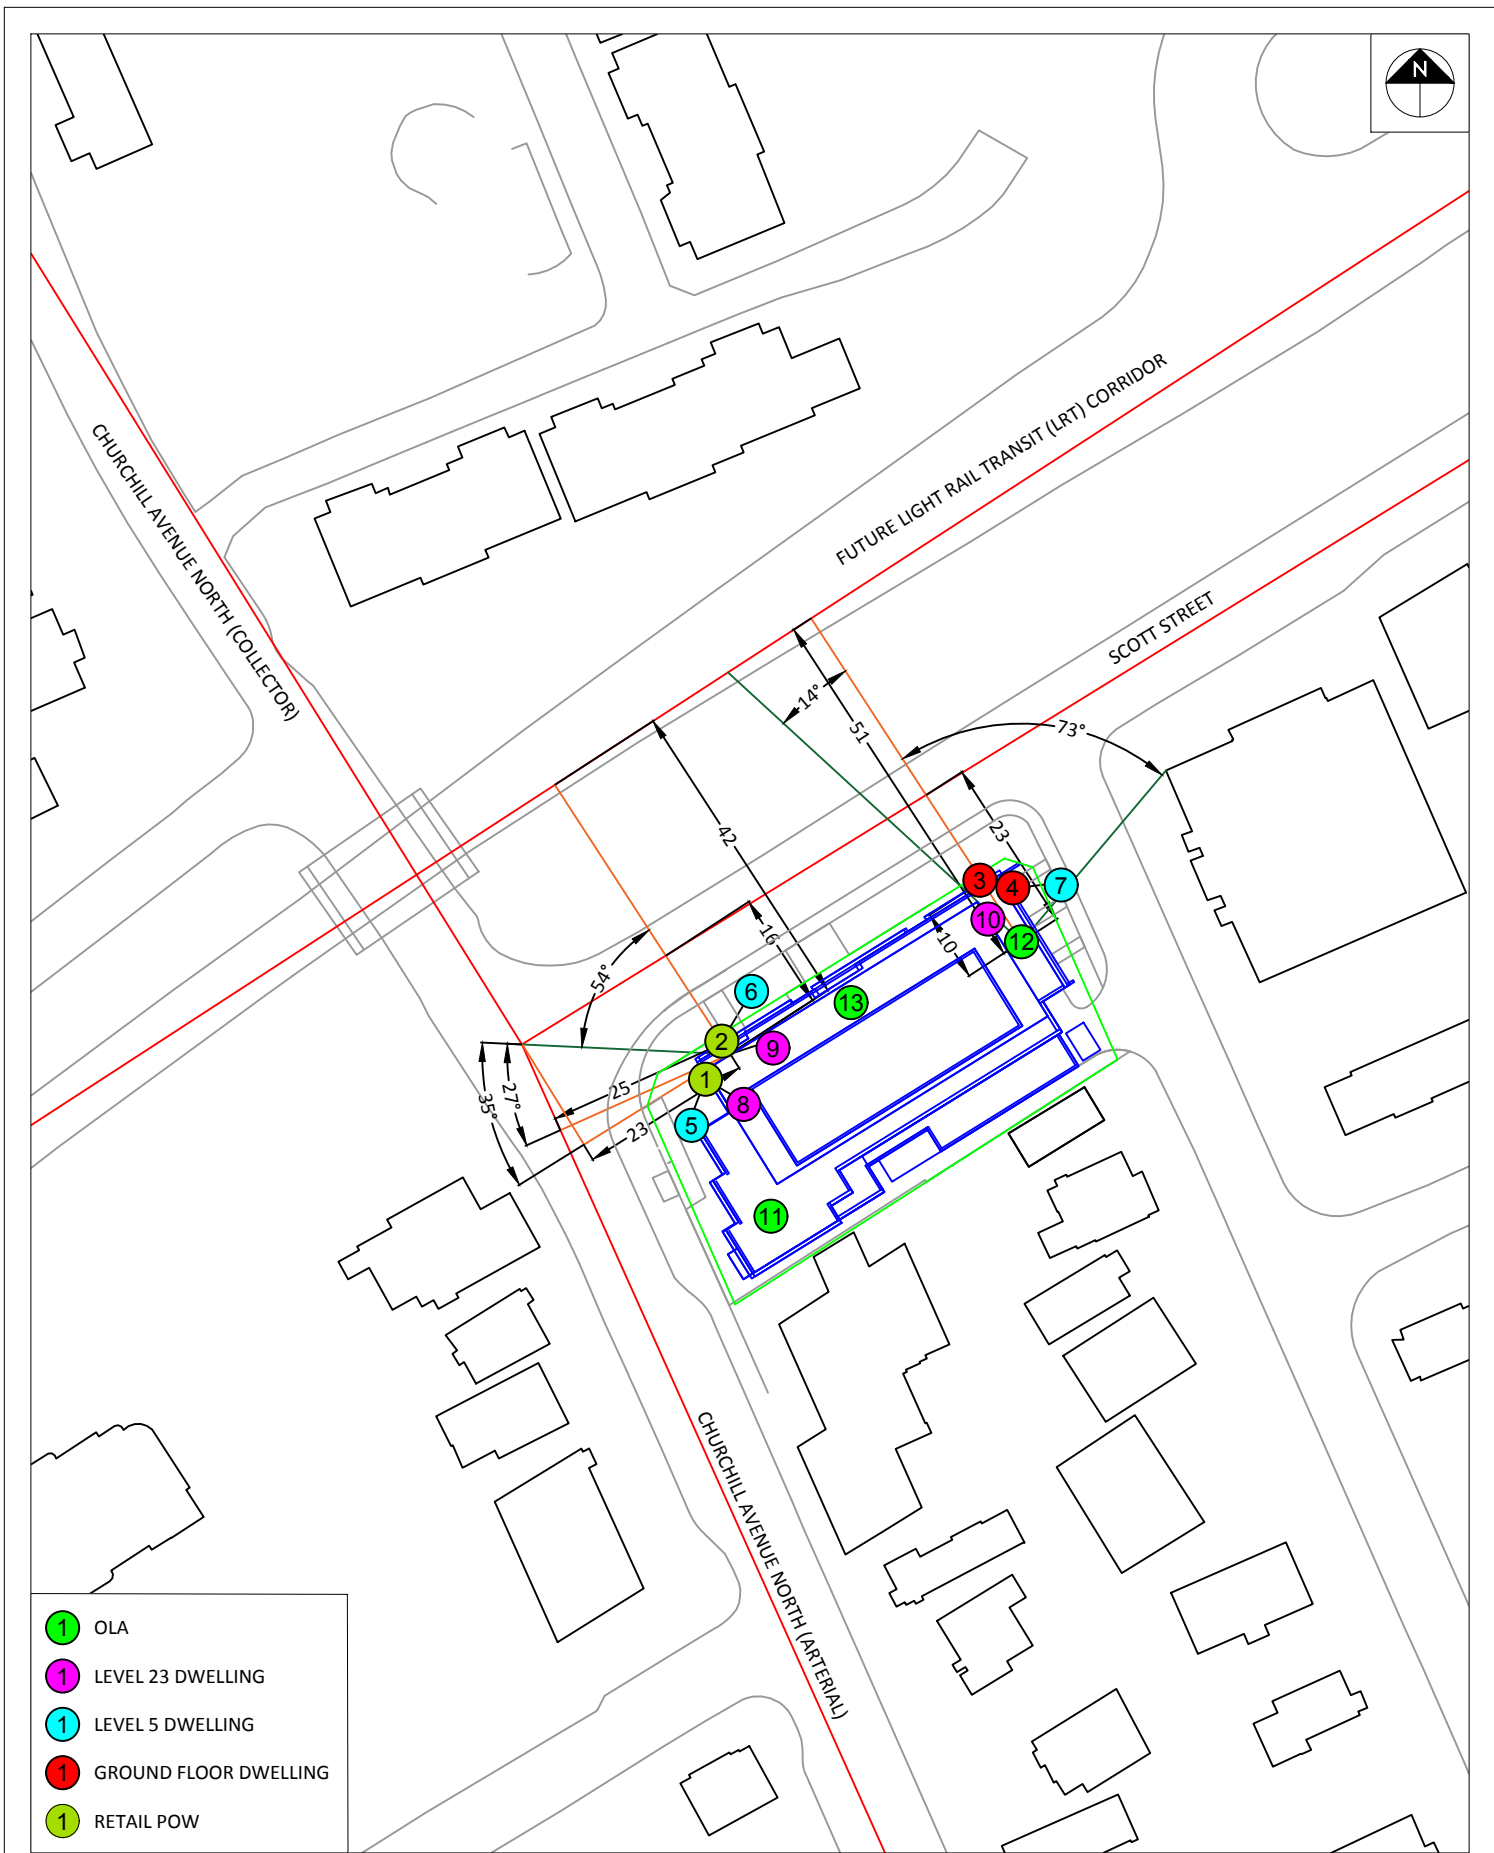 N
CHURCHILL AVENUE NORTH (COLLECTOR)
FUTURE LIGHT RAIL TRANSIT (LRT) CORRIDOR
SCOTT STREET
14°
51
73°
42
23
3
4
7
10
12
10
16
54°
6
13
2
9
1
25
27°
35°
8
5
23
11
CHURCHILL AVENUE NORTH (ARTERIAL)
1 OLA
1 LEVEL 23 DWELLING
1 LEVEL 5 DWELLING
1 GROUND FLOOR DWELLING
1 RETAIL POW